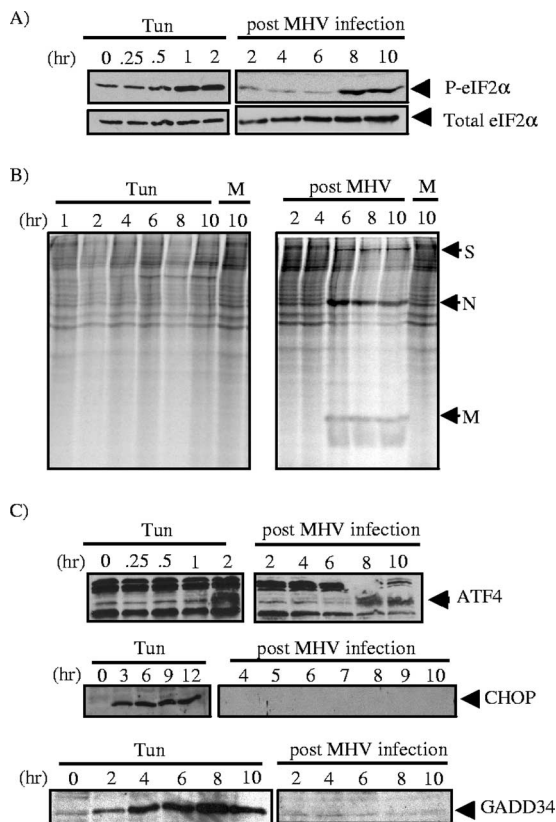 A)
Tun post MHV infection
(hr) 0 .25 .5 1 2 2 4 6 8 10
P-eIF2α
Total eIF2α
B)
Tun M post MHV M
(hr) 1 2 4 6 8 10 10 2 4 6 8 10 10
S
N
M
C)
Tun post MHV infection
(hr) 0 .25 .5 1 2 2 4 6 8 10
ATF4
Tun post MHV infection
(hr) 0 3 6 9 12 4 5 6 7 8 9 10
CHOP
Tun post MHV infection
(hr) 0 2 4 6 8 10 2 4 6 8 10
GADD34